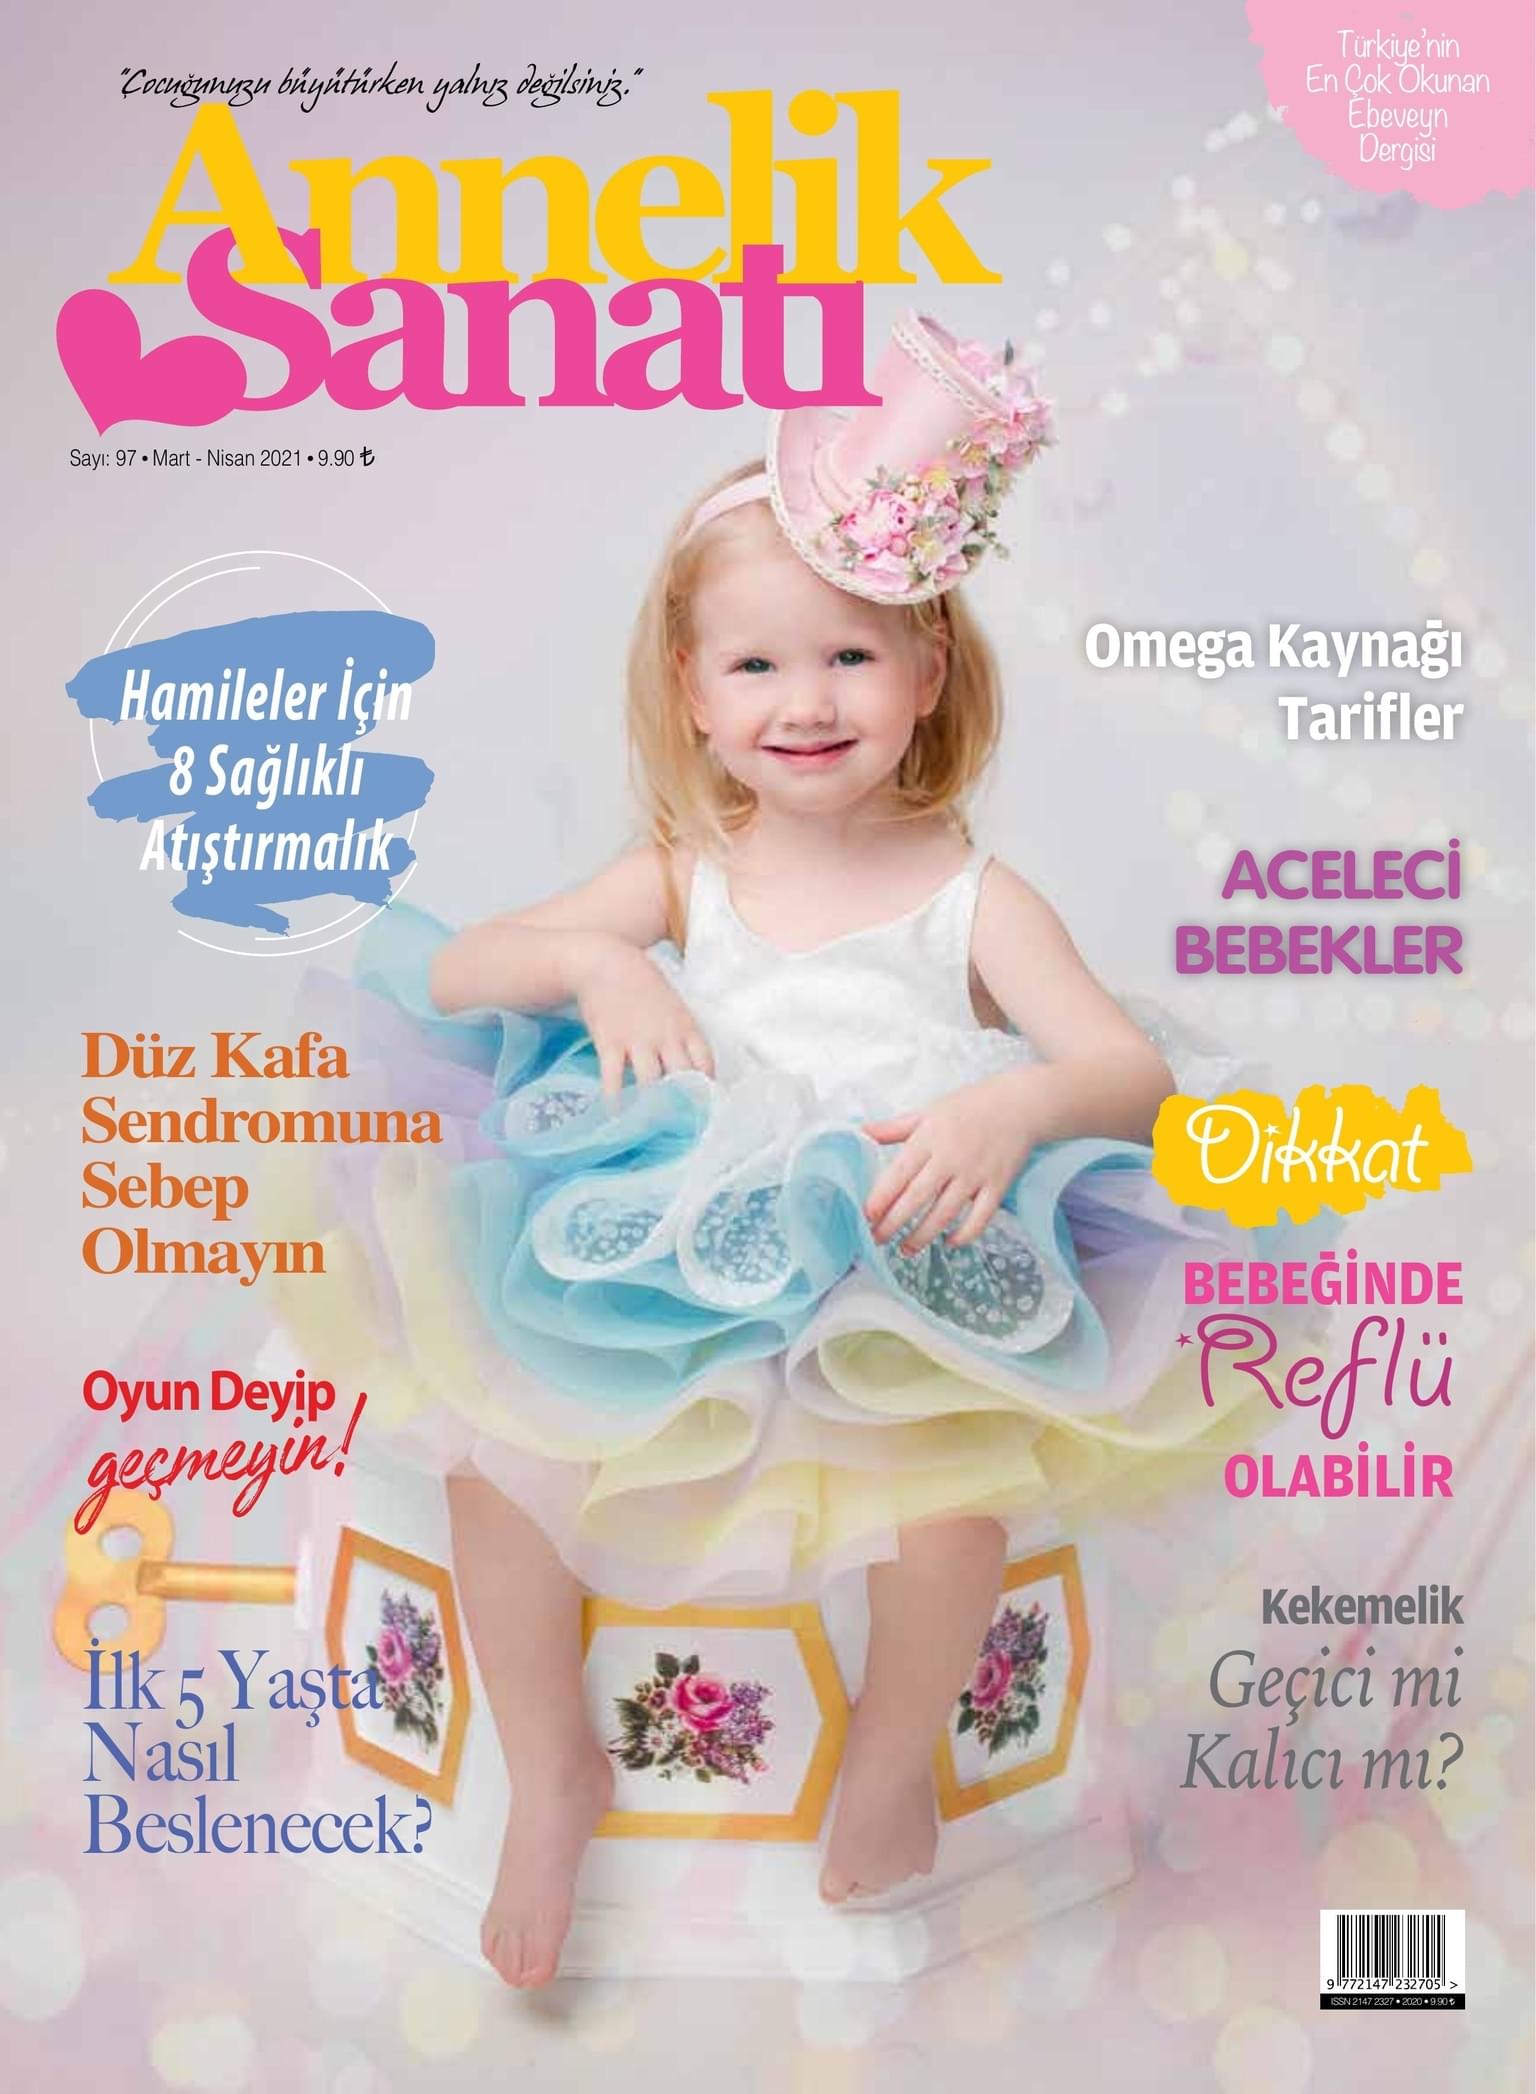 "Çocuğunuzu büyütürken yalnız değilsiniz."
Türkiye'nin
En Çok Okunan
Ebeveyn
Dergisi
Annelik
Sanatı
Sayı: 97 • Mart - Nisan 2021 • 9.90 ₺
Hamileler İçin
8 Sağlıklı
Atıştırmalık
Düz Kafa
Sendromuna
Sebep
Olmayın
Oyun Deyip
geçmeyin!
İlk 5 Yaşta
Nasıl
Beslenecek?
Omega Kaynağı
Tarifler
ACELECİ
BEBEKLER
Dikkat
BEBEĞİNDE
Reflü
OLABİLİR
Kekemelik
Geçici mi
Kalıcı mı?
9 772147 232705 >
ISSN 2147 2327 • 2020 • 9.90 ₺